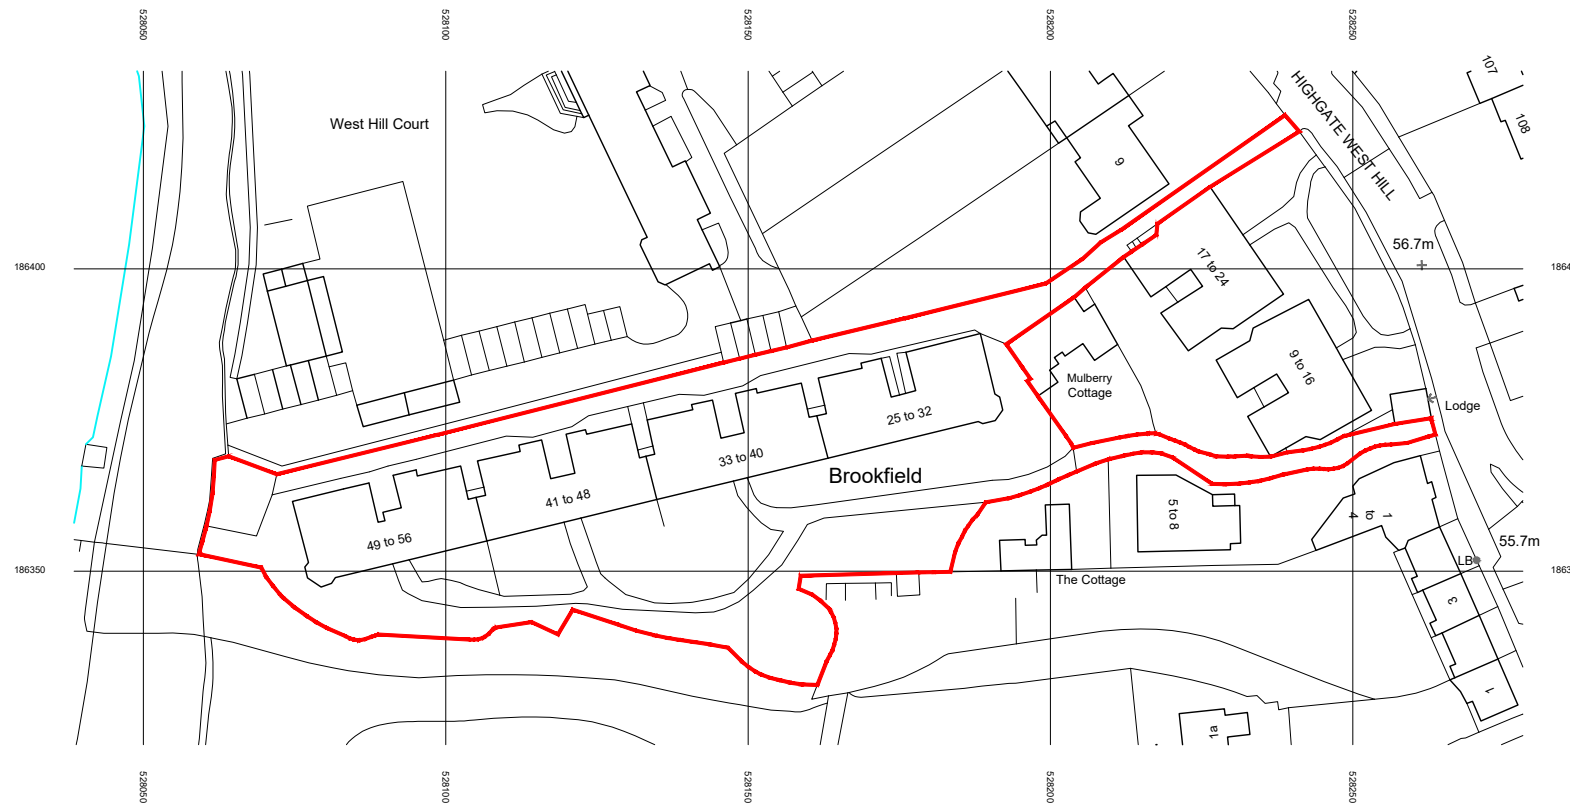 528050
528100
528150
528200
528250
West Hill Court
HIGHGATE WEST HILL
107
108
9
56.7m
186400
1864
17 to 24
9 to 16
Mulberry
Cottage
Lodge
25 to 32
33 to 40
Brookfield
41 to 48
49 to 56
5 to 8
1
to
4
55.7m
LB
186350
1863
The Cottage
3
1
1a
528050
528100
528150
528200
528250